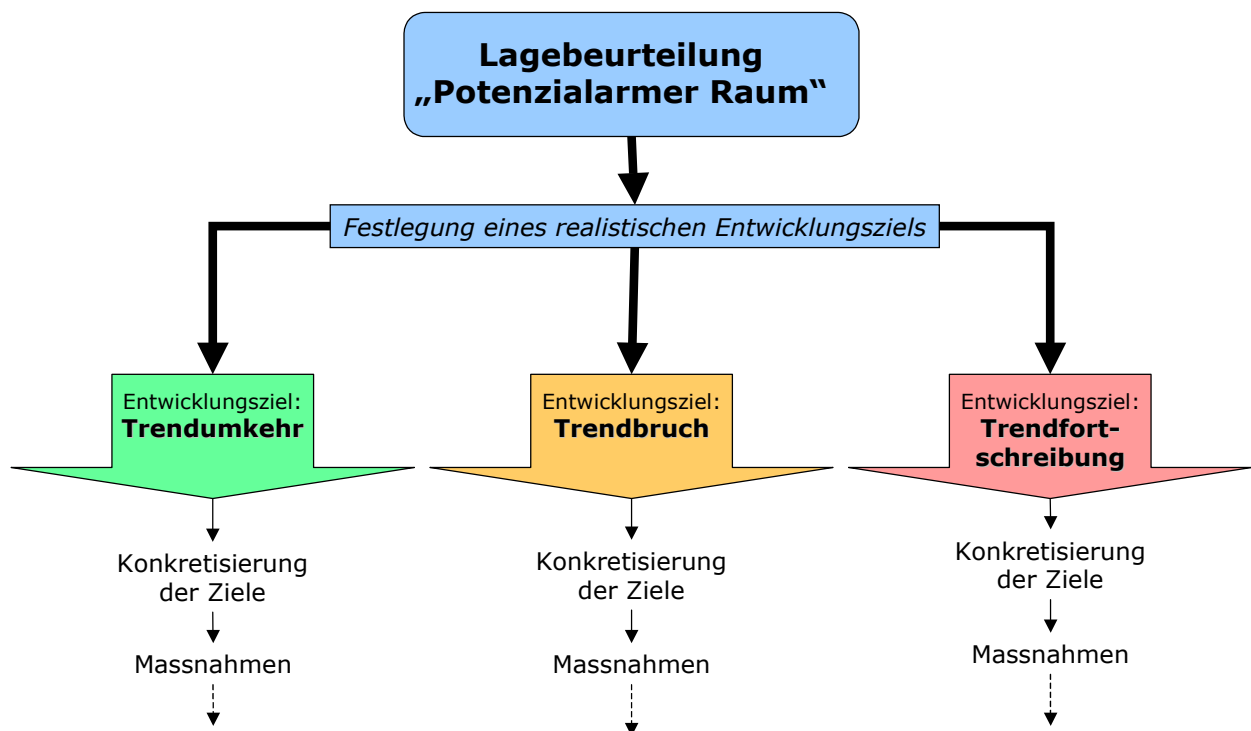 Lagebeurteilung
„Potenzialarmer Raum“
Festlegung eines realistischen Entwicklungsziels
Entwicklungsziel:
Trendumkehr
Entwicklungsziel:
Trendbruch
Entwicklungsziel:
Trendfort-
schreibung
Konkretisierung
der Ziele
Massnahmen
Konkretisierung
der Ziele
Massnahmen
Konkretisierung
der Ziele
Massnahmen